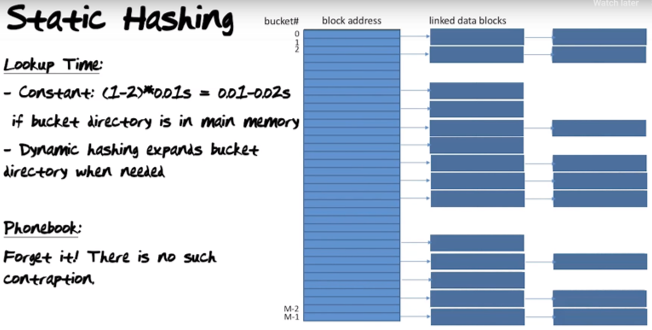 Watch later
Static Hashing
bucket# block address linked data blocks
0
1
2
Lookup Time:
- Constant: (1-2)*0.01s = 0.01-0.02s
if bucket directory is in main memory
- Dynamic hashing expands bucket
directory when needed
Phonebook:
Forget it! There is no such
contraption.
M-2
M-1